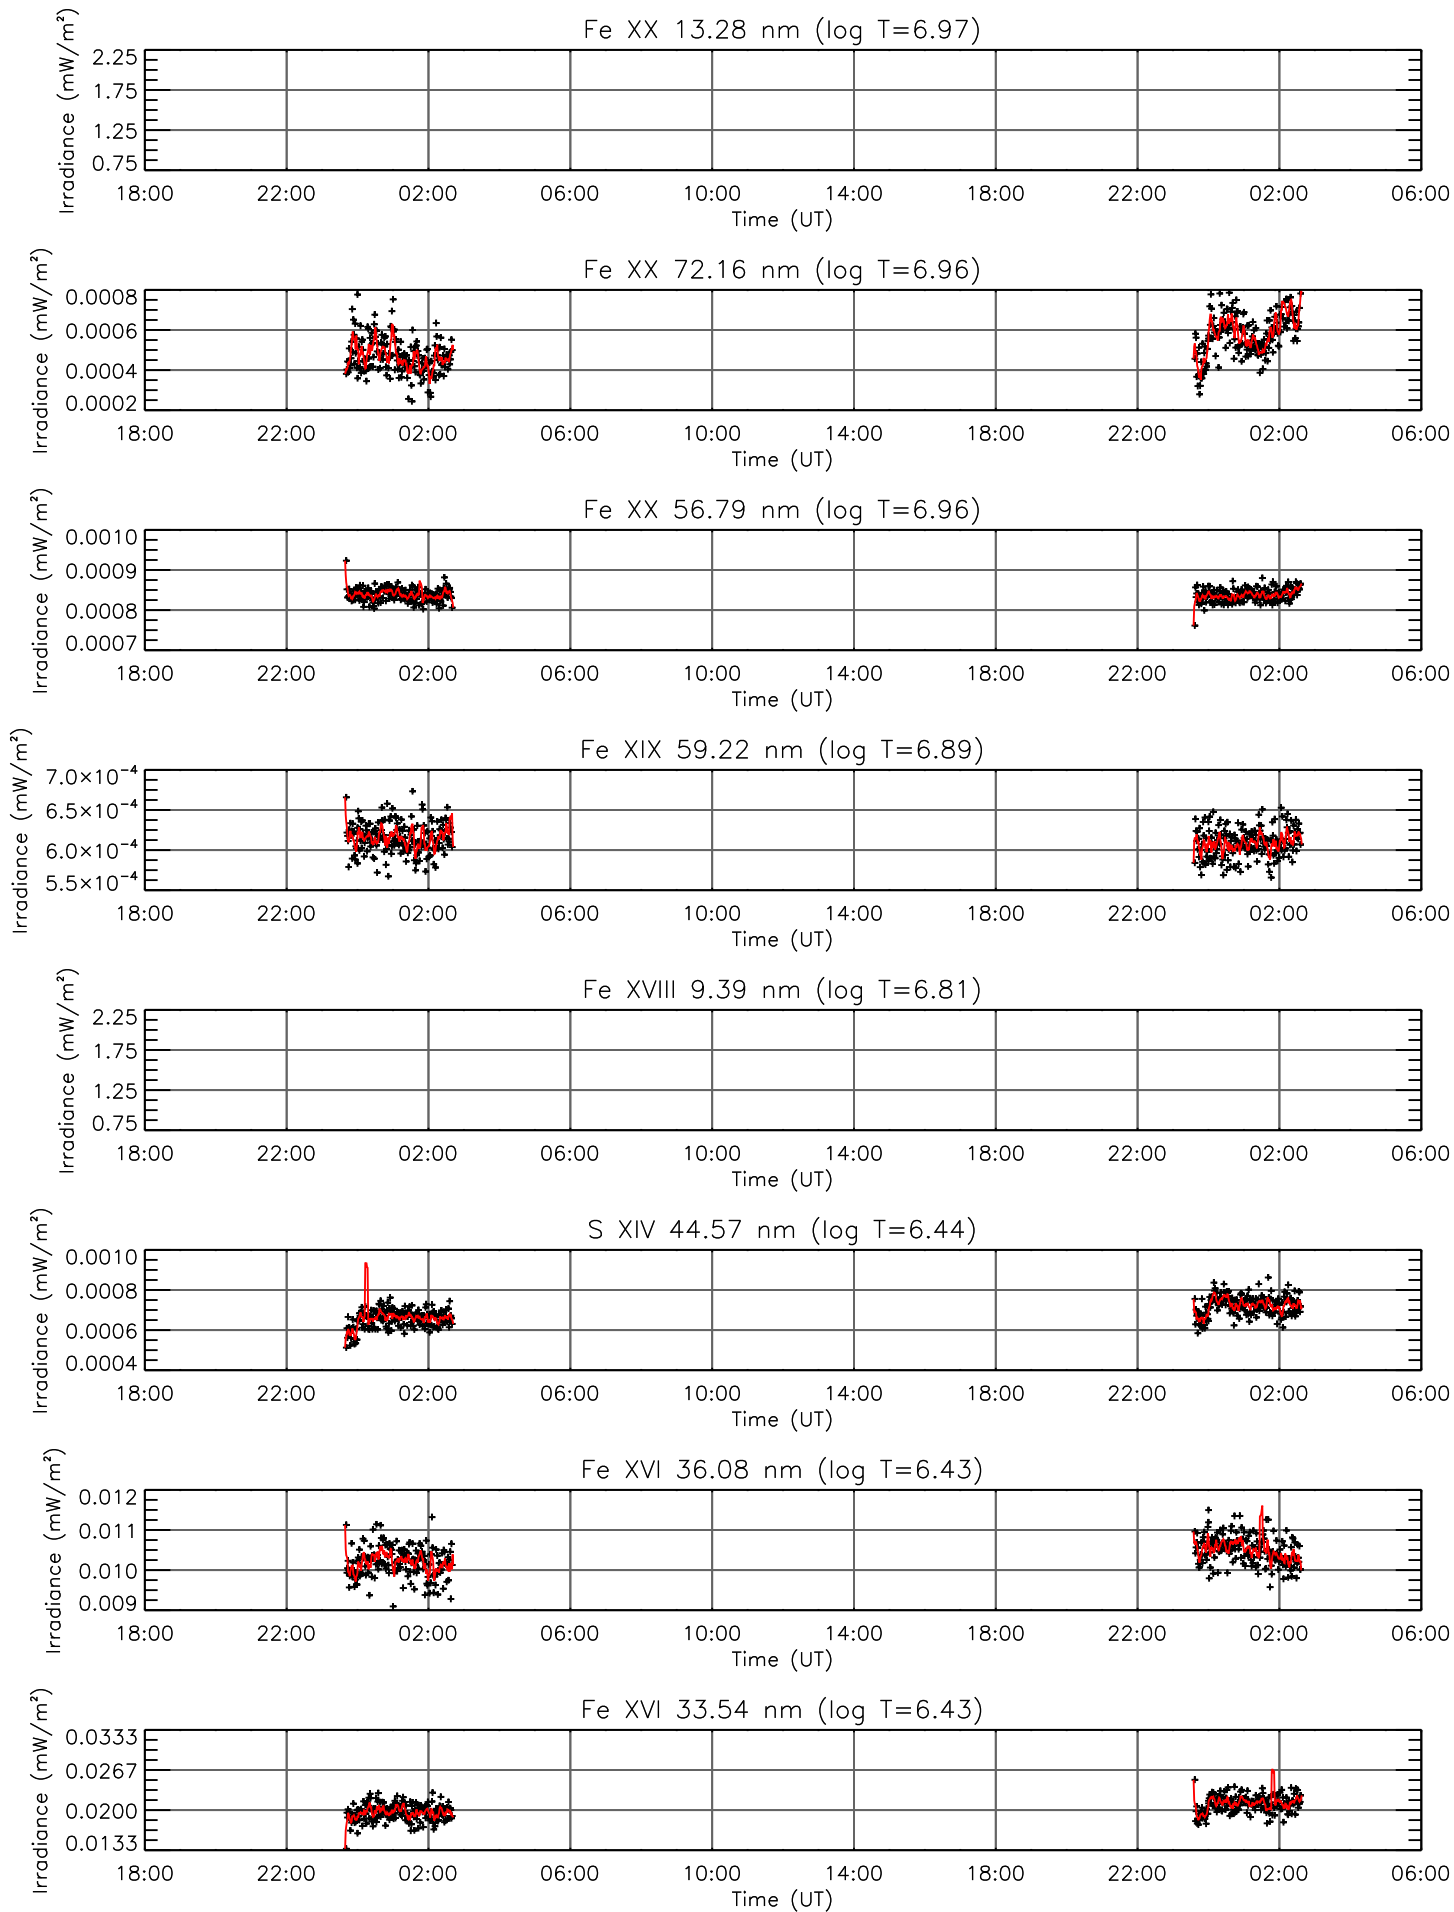 Fe XX 13.28 nm (log T=6.97)
Irradiance (mW/m²)
2.25
1.75
1.25
0.75
18:00 22:00 02:00 06:00 10:00 14:00 18:00 22:00 02:00 06:00
Time (UT)
Fe XX 72.16 nm (log T=6.96)
Irradiance (mW/m²)
0.0008
0.0006
0.0004
0.0002
18:00 22:00 02:00 06:00 10:00 14:00 18:00 22:00 02:00 06:00
Time (UT)
Fe XX 56.79 nm (log T=6.96)
Irradiance (mW/m²)
0.0010
0.0009
0.0008
0.0007
18:00 22:00 02:00 06:00 10:00 14:00 18:00 22:00 02:00 06:00
Time (UT)
Fe XIX 59.22 nm (log T=6.89)
Irradiance (mW/m²)
7.0×10⁻⁴
6.5×10⁻⁴
6.0×10⁻⁴
5.5×10⁻⁴
18:00 22:00 02:00 06:00 10:00 14:00 18:00 22:00 02:00 06:00
Time (UT)
Fe XVIII 9.39 nm (log T=6.81)
Irradiance (mW/m²)
2.25
1.75
1.25
0.75
18:00 22:00 02:00 06:00 10:00 14:00 18:00 22:00 02:00 06:00
Time (UT)
S XIV 44.57 nm (log T=6.44)
Irradiance (mW/m²)
0.0010
0.0008
0.0006
0.0004
18:00 22:00 02:00 06:00 10:00 14:00 18:00 22:00 02:00 06:00
Time (UT)
Fe XVI 36.08 nm (log T=6.43)
Irradiance (mW/m²)
0.012
0.011
0.010
0.009
18:00 22:00 02:00 06:00 10:00 14:00 18:00 22:00 02:00 06:00
Time (UT)
Fe XVI 33.54 nm (log T=6.43)
Irradiance (mW/m²)
0.0333
0.0267
0.0200
0.0133
18:00 22:00 02:00 06:00 10:00 14:00 18:00 22:00 02:00 06:00
Time (UT)